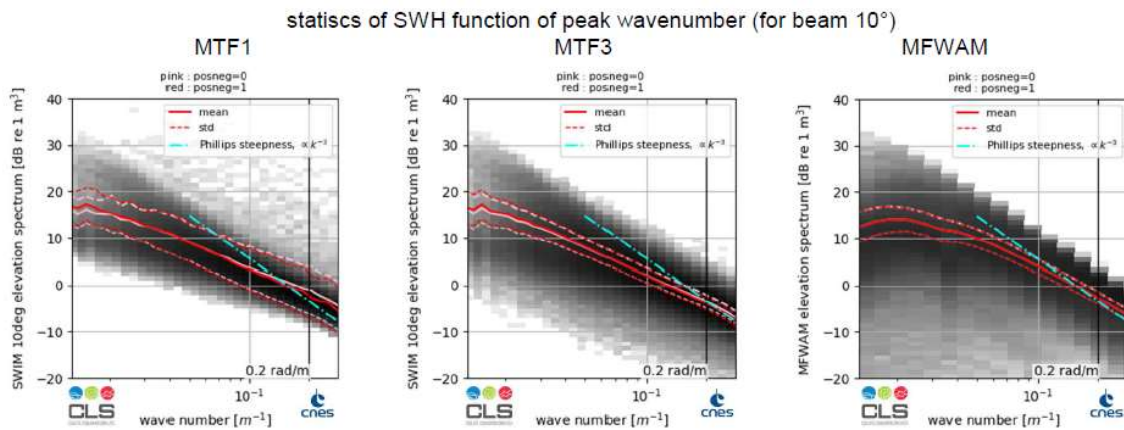 statiscs of SWH function of peak wavenumber (for beam 10°)
MTF1
pink : posneg=0
red : posneg=1
SWIM 10deg elevation spectrum [dB re 1 m³]
40
30
20
10
0
−10
−20
mean
std
Phillips steepness, ∝k⁻³
0.2 rad/m
10⁻¹
wave number [m⁻¹]
CLS
cnes
MTF3
pink : posneg=0
red : posneg=1
SWIM 10deg elevation spectrum [dB re 1 m³]
40
30
20
10
0
−10
−20
mean
std
Phillips steepness, ∝k⁻³
0.2 rad/m
10⁻¹
wave number [m⁻¹]
CLS
cnes
MFWAM
pink : posneg=0
red : posneg=1
MFWAM elevation spectrum [dB re 1 m³]
40
30
20
10
0
−10
−20
mean
std
Phillips steepness, ∝k⁻³
0.2 rad/m
10⁻¹
wave number [m⁻¹]
CLS
cnes